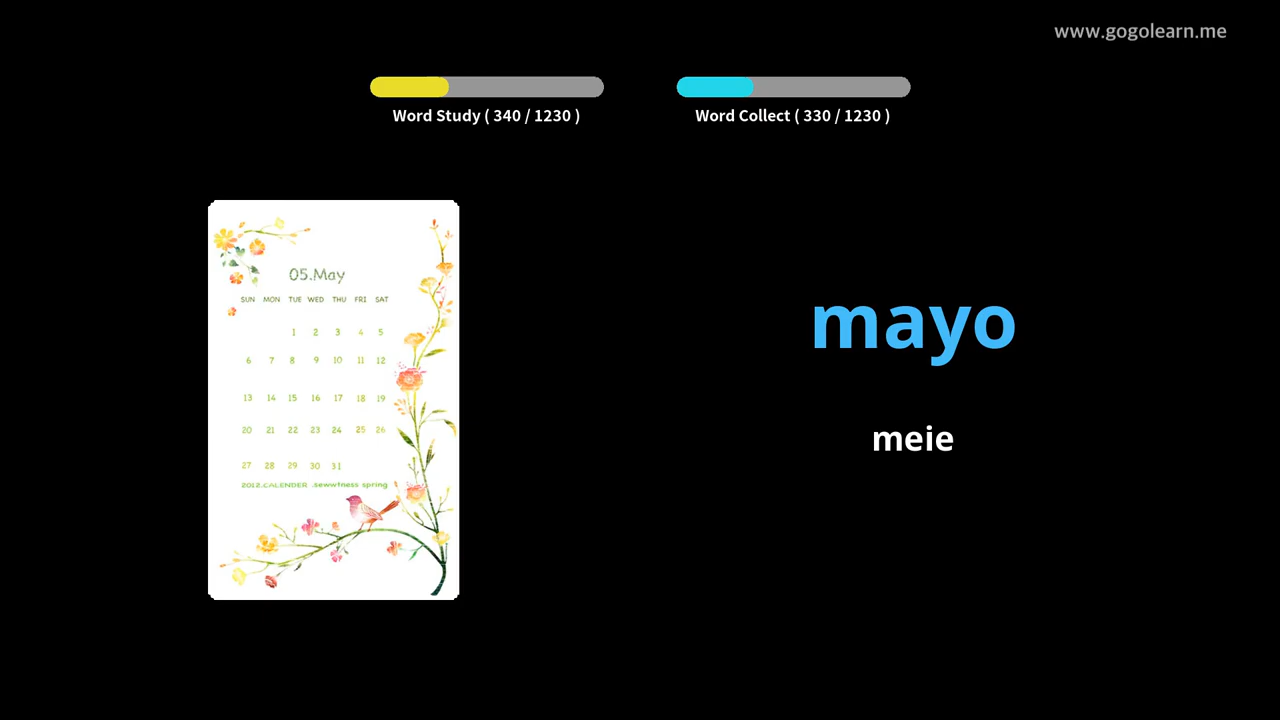 www.gogolearn.me
Word Study ( 340 / 1230 )
Word Collect ( 330 / 1230 )
05.May
SUN MON TUE WED THU FRI SAT
1 2 3 4 5
6 7 8 9 10 11 12
13 14 15 16 17 18 19
20 21 22 23 24 25 26
27 28 29 30 31
2012.CALENDER .sewwtness spring
mayo
meie